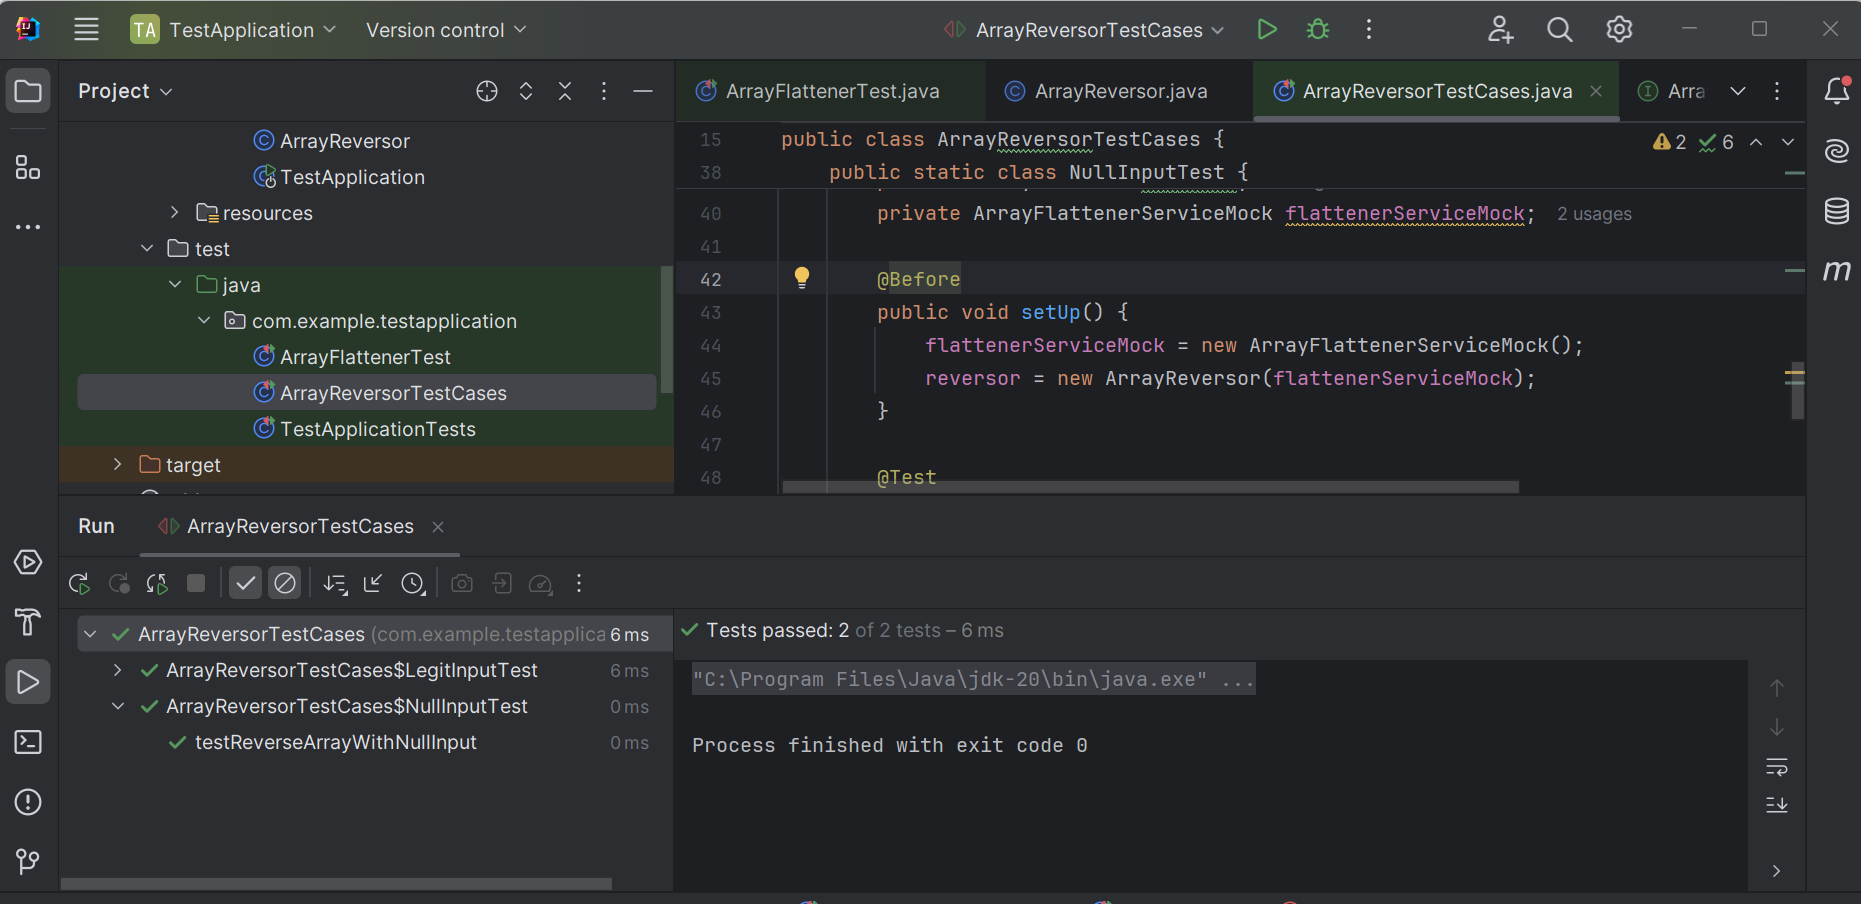 TA TestApplication Version control ArrayReversorTestCases
Project
ArrayFlattenerTest.java ArrayReversor.java ArrayReversorTestCases.java Arra
ArrayReversor
TestApplication
resources
test
java
com.example.testapplication
ArrayFlattenerTest
ArrayReversorTestCases
TestApplicationTests
target
2 6
15 public class ArrayReversorTestCases {
38 public static class NullInputTest {
40 private ArrayFlattenerServiceMock flattenerServiceMock; 2 usages
41
42 @Before
43 public void setUp() {
44 flattenerServiceMock = new ArrayFlattenerServiceMock();
45 reversor = new ArrayReversor(flattenerServiceMock);
46 }
47
48 @Test
m
Run ArrayReversorTestCases
ArrayReversorTestCases (com.example.testapplica 6 ms
ArrayReversorTestCases$LegitInputTest 6 ms
ArrayReversorTestCases$NullInputTest 0 ms
testReverseArrayWithNullInput 0 ms
Tests passed: 2 of 2 tests – 6 ms
"C:\Program Files\Java\jdk-20\bin\java.exe" ...
Process finished with exit code 0